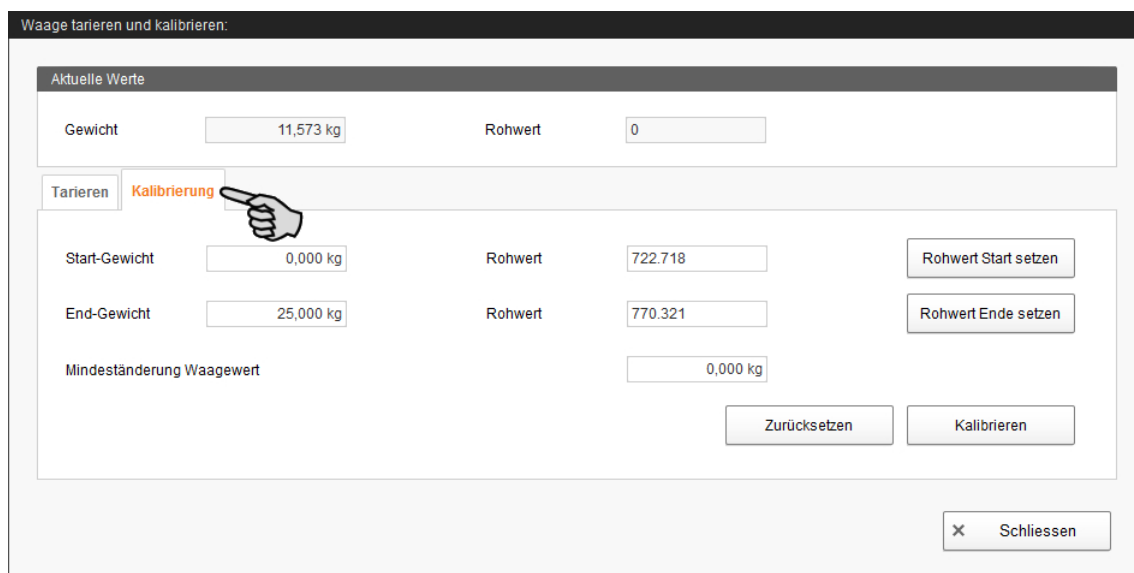 Waage tarieren und kalibrieren:
Aktuelle Werte
Gewicht 11,573 kg Rohwert 0
Tarieren Kalibrierung
Start-Gewicht 0,000 kg Rohwert 722.718 Rohwert Start setzen
End-Gewicht 25,000 kg Rohwert 770.321 Rohwert Ende setzen
Mindeständerung Waagewert 0,000 kg
Zurücksetzen Kalibrieren
Schliessen